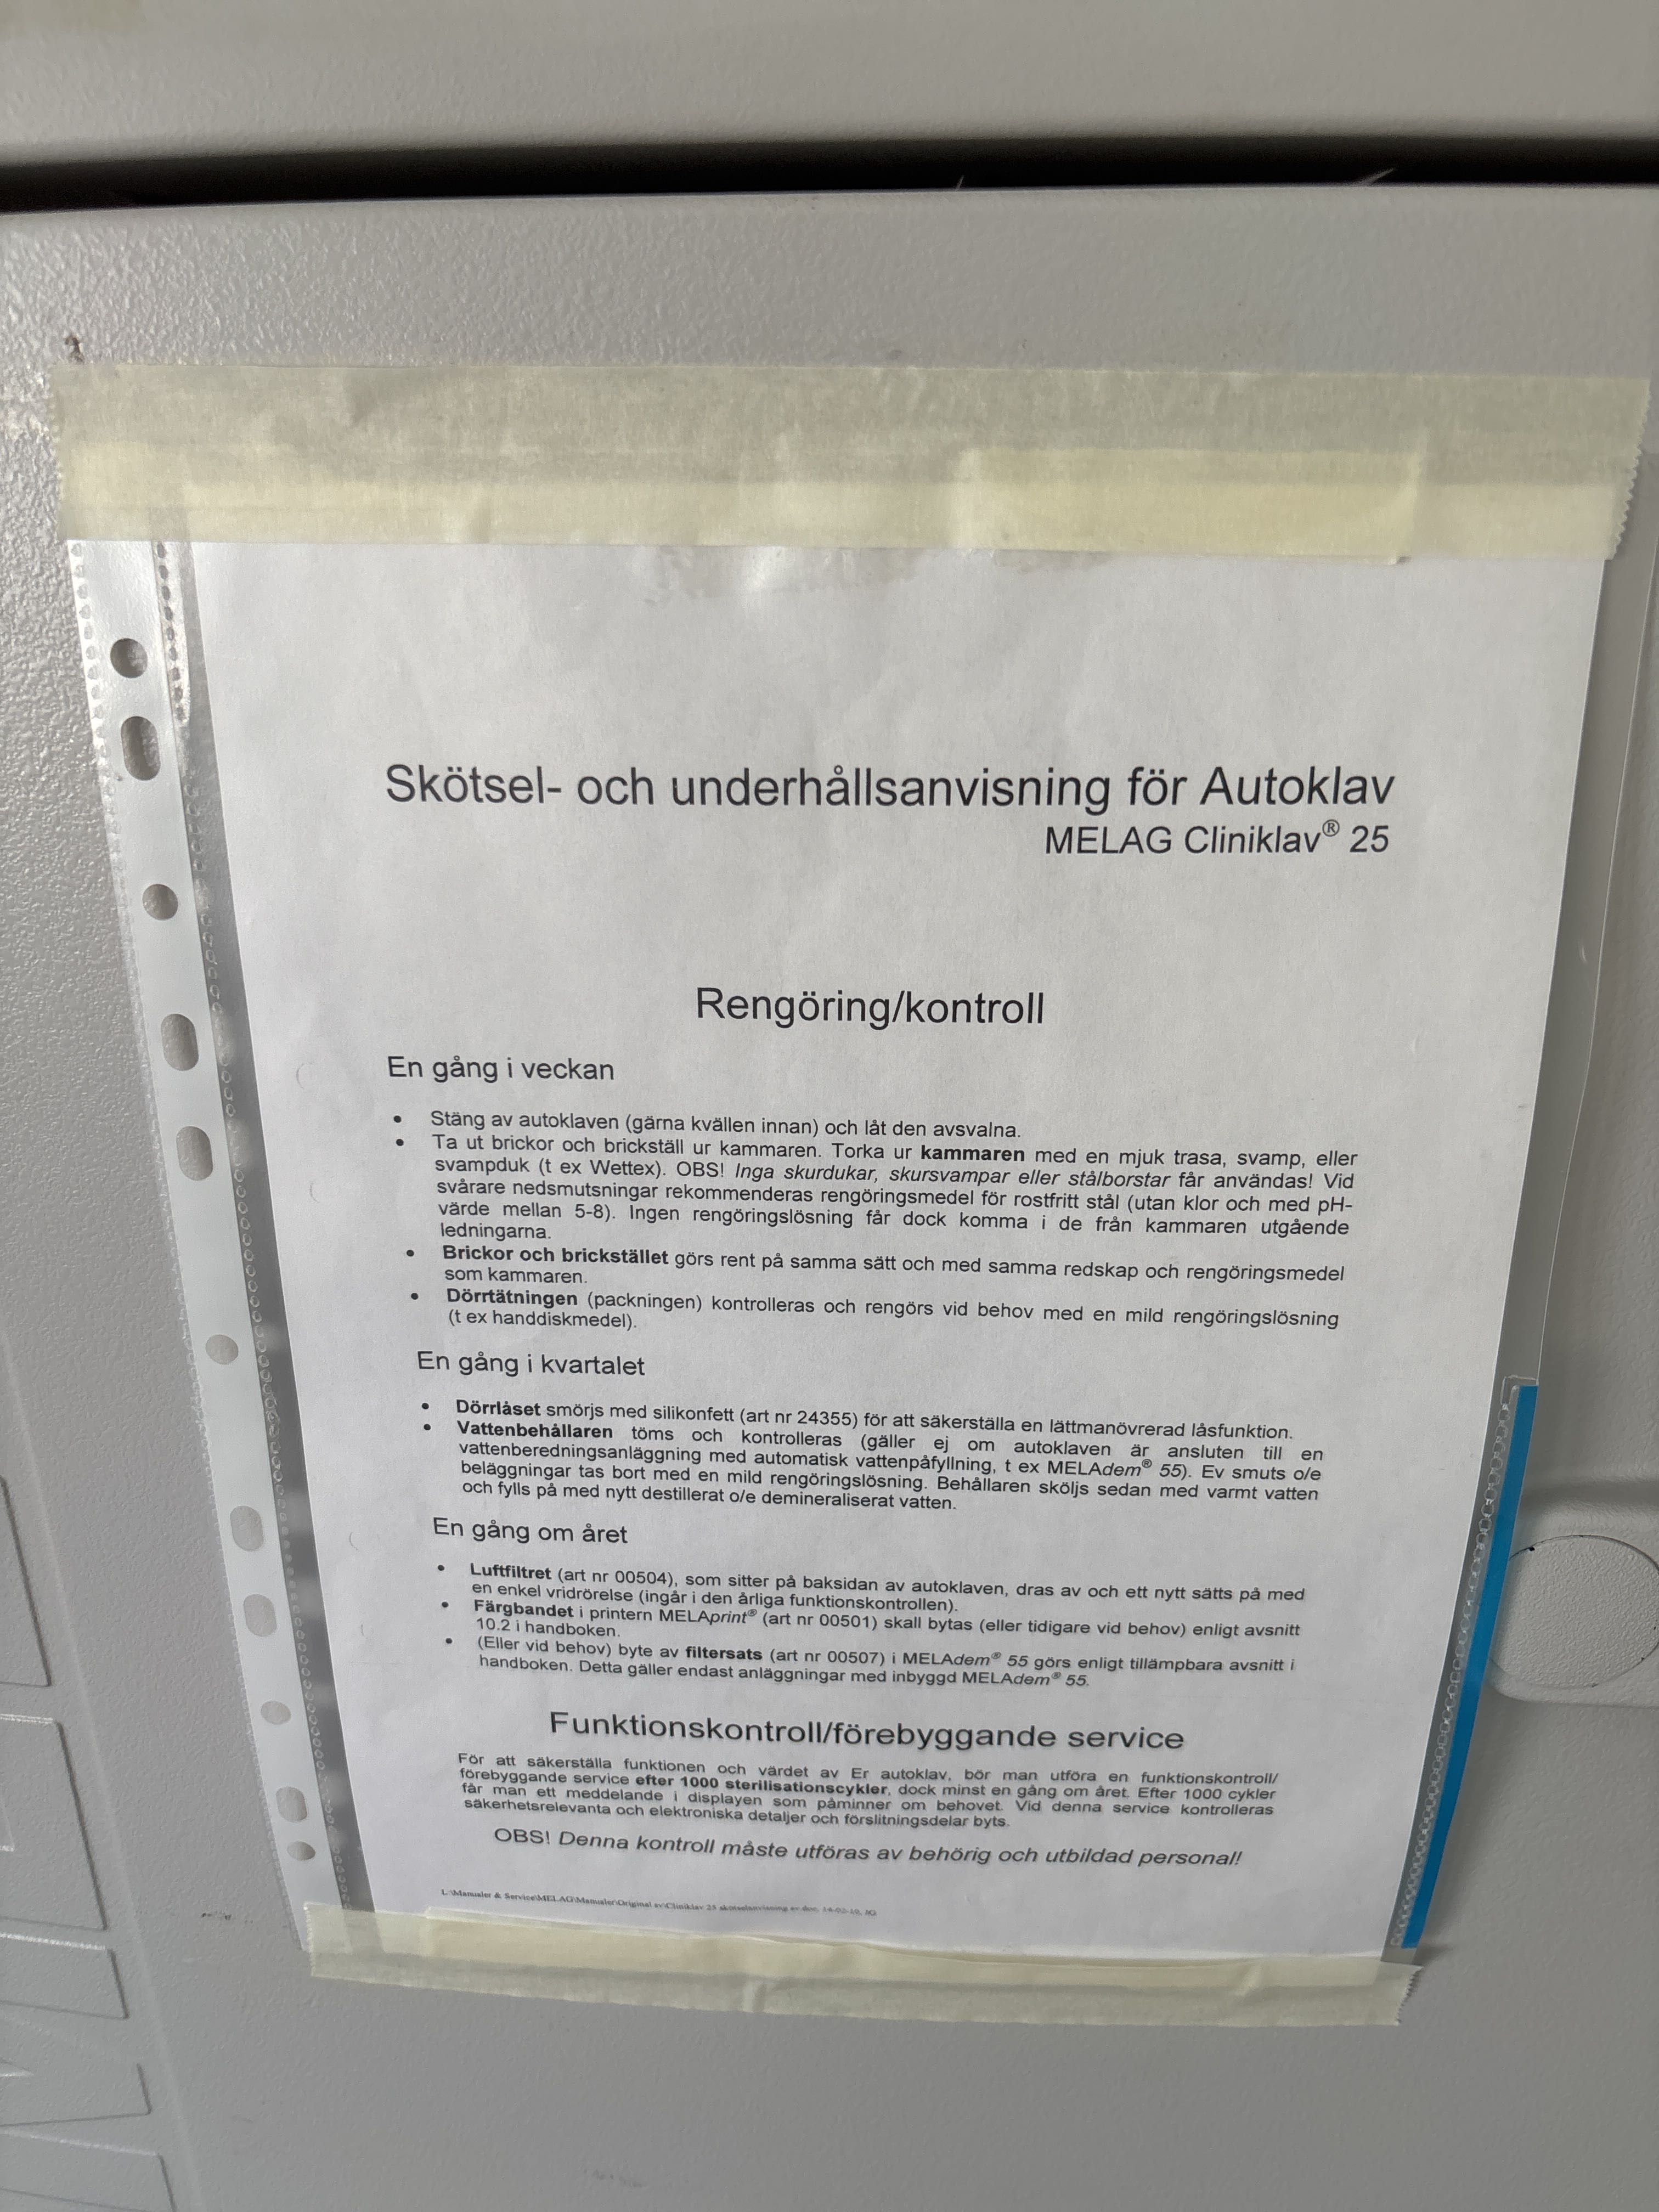 Skötsel- och underhållsanvisning för Autoklav
MELAG Cliniklav® 25
Rengöring/kontroll
En gång i veckan
• Stäng av autoklaven (gärna kvällen innan) och låt den avsvalna.
• Ta ut brickor och brickställ ur kammaren. Torka ur kammaren med en mjuk trasa, svamp, eller
svampduk (t ex Wettex). OBS! Inga skurdukar, skursvampar eller stålborstar får användas! Vid
svårare nedsmutsningar rekommenderas rengöringsmedel för rostfritt stål (utan klor och med pH-
värde mellan 5-8). Ingen rengöringslösning får dock komma i de från kammaren utgående
ledningarna.
• Brickor och brickstället görs rent på samma sätt och med samma redskap och rengöringsmedel
som kammaren.
• Dörrtätningen (packningen) kontrolleras och rengörs vid behov med en mild rengöringslösning
(t ex handdiskmedel).
En gång i kvartalet
• Dörrlåset smörjs med silikonfett (art nr 24355) för att säkerställa en lättmanövrerad låsfunktion.
• Vattenbehållaren töms och kontrolleras (gäller ej om autoklaven är ansluten till en
vattenberedningsanläggning med automatisk vattenpåfyllning, t ex MELAdem® 55). Ev smuts o/e
beläggningar tas bort med en mild rengöringslösning. Behållaren sköljs sedan med varmt vatten
och fylls på med nytt destillerat o/e demineraliserat vatten.
En gång om året
• Luftfiltret (art nr 00504), som sitter på baksidan av autoklaven, dras av och ett nytt sätts på med
en enkel vridrörelse (ingår i den årliga funktionskontrollen).
• Färgbandet i printern MELAprint® (art nr 00501) skall bytas (eller tidigare vid behov) enligt avsnitt
10.2 i handboken.
• (Eller vid behov) byte av filtersats (art nr 00507) i MELAdem® 55 görs enligt tillämpbara avsnitt i
handboken. Detta gäller endast anläggningar med inbyggd MELAdem® 55.
Funktionskontroll/förebyggande service
För att säkerställa funktionen och värdet av Er autoklav, bör man utföra en funktionskontroll/
förebyggande service efter 1000 sterilisationscykler, dock minst en gång om året. Efter 1000 cykler
får man ett meddelande i displayen som påminner om behovet. Vid denna service kontrolleras
säkerhetsrelevanta och elektroniska detaljer och förslitningsdelar byts.
OBS! Denna kontroll måste utföras av behörig och utbildad personal!
L:\Manualer & Service\MELAG\Manualer\Original sv\Cliniklav 25 skötselanvisning sv.doc,